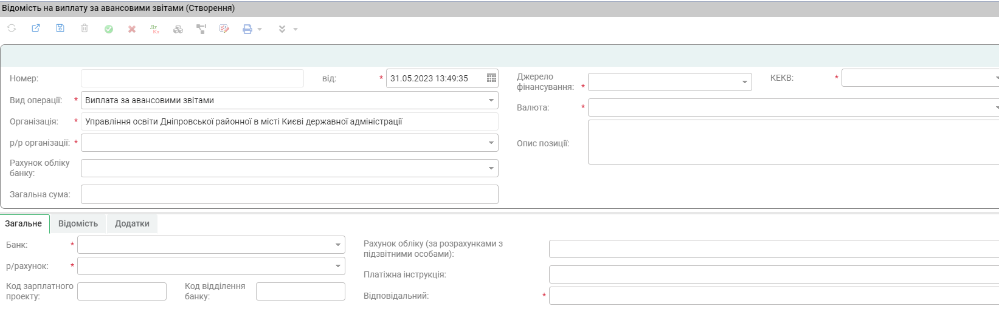 Відомість на виплату за авансовими звітами (Створення)
Дт
Кт
Номер:
від: * 31.05.2023 13:49:35
Вид операції: * Виплата за авансовими звітами
Організація: * Управління освіти Дніпровської районної в місті Києві державної адміністрації
р/р організації: *
Рахунок обліку
банку:
Загальна сума:
Джерело
фінансування: *
КЕКВ: *
Валюта: *
Опис позиції:
Загальне Відомість Додатки
Банк: *
р/рахунок: *
Код зарплатного
проекту:
Код відділення
банку:
Рахунок обліку (за розрахунками з
підзвітними особами):
Платіжна інструкція:
Відповідальний: *